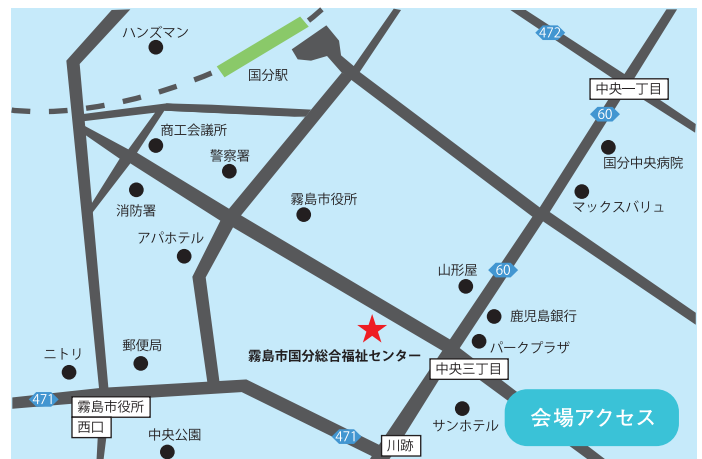 ハンズマン
472
国分駅
中央一丁目
60
商工会議所
警察署
国分中央病院
消防署
霧島市役所
マックスバリュ
アパホテル
山形屋
60
鹿児島銀行
霧島市国分総合福祉センター
パークプラザ
ニトリ
郵便局
中央三丁目
471
霧島市役所
西口
サンホテル
会場アクセス
中央公園
471
川跡